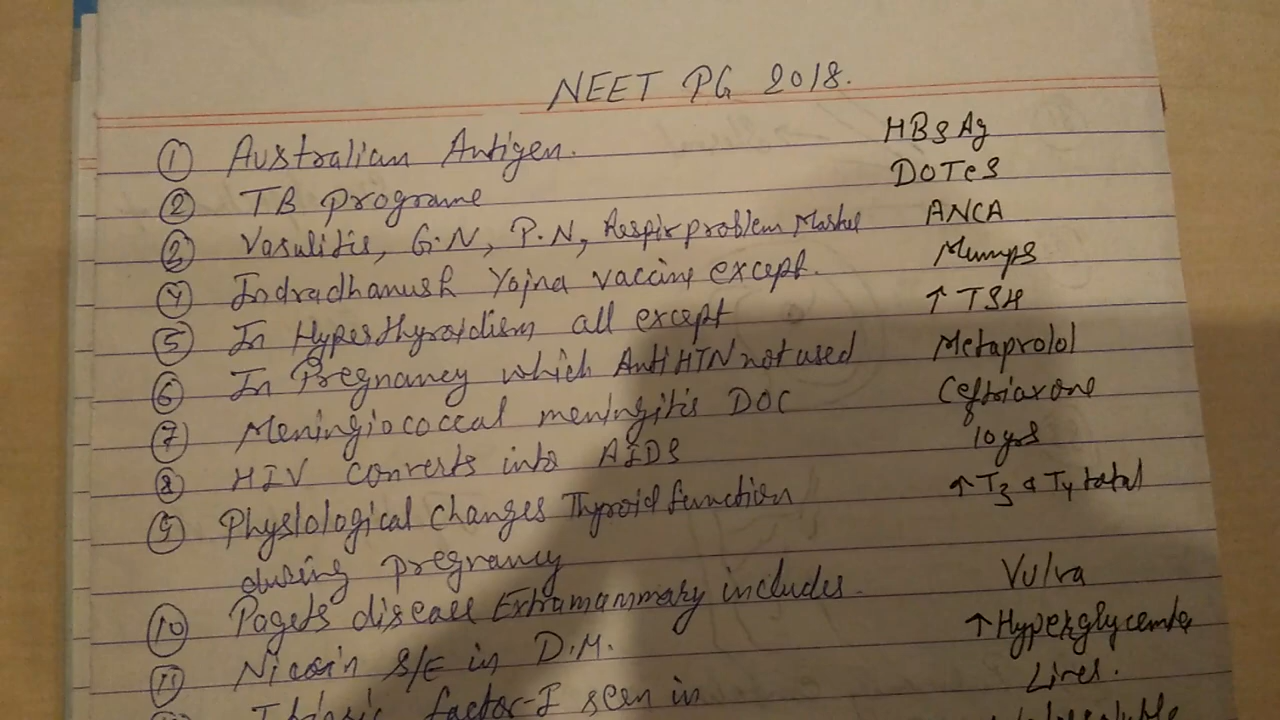 NEET PG 2018.
① Australian Antigen. HBsAg
② TB programe DOTeS
③ Vasulitis, G.N, P.N, Respir problem Marker ANCA
④ Indradhanush Yojna vaccine except. Mumps
⑤ In Hyperthyroidism all except ↑ TSH
⑥ In Pregnancy which Anti HTN not used Metaprolol
⑦ Meningiococcal meningitis DOC Ceftriaxone
⑧ HIV converts into AIDS 10 yrs
⑨ Physiological changes Thyroid function ↑ T3 & T4 total
during pregnancy
⑩ Pagets disease Extramammary includes. Vulva
⑪ Niacin S/E in D.M. ↑ Hyperglycemia
factor-I seen in Liver.